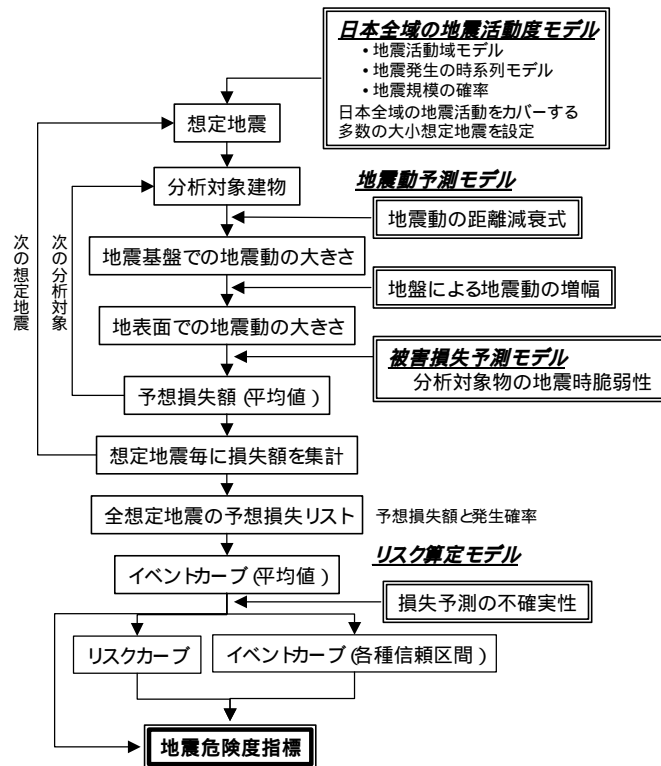 日本全域の地震活動度モデル
・地震活動域モデル
・地震発生の時系列モデル
・地震規模の確率
日本全域の地震活動をカバーする
多数の大小想定地震を設定
想定地震
分析対象建物
地震動予測モデル
地震動の距離減衰式
地震基盤での地震動の大きさ
地盤による地震動の増幅
地表面での地震動の大きさ
被害損失予測モデル
分析対象物の地震時脆弱性
予想損失額(平均値)
次の想定地震
次の分析対象
想定地震毎に損失額を集計
全想定地震の予想損失リスト
予想損失額と発生確率
リスク算定モデル
イベントカーブ(平均値)
損失予測の不確実性
リスクカーブ
イベントカーブ(各種信頼区間)
地震危険度指標